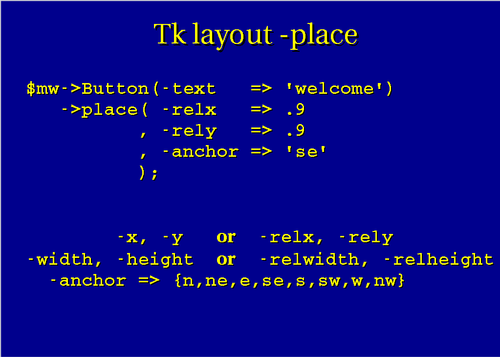 Tk layout -place
$mw->Button(-text   => 'welcome')
   ->place( -relx   => .9
          , -rely   => .9
          , -anchor => 'se'
          );
-x, -y or -relx, -rely
-width, -height or -relwidth, -relheight
-anchor => {n,ne,e,se,s,sw,w,nw}